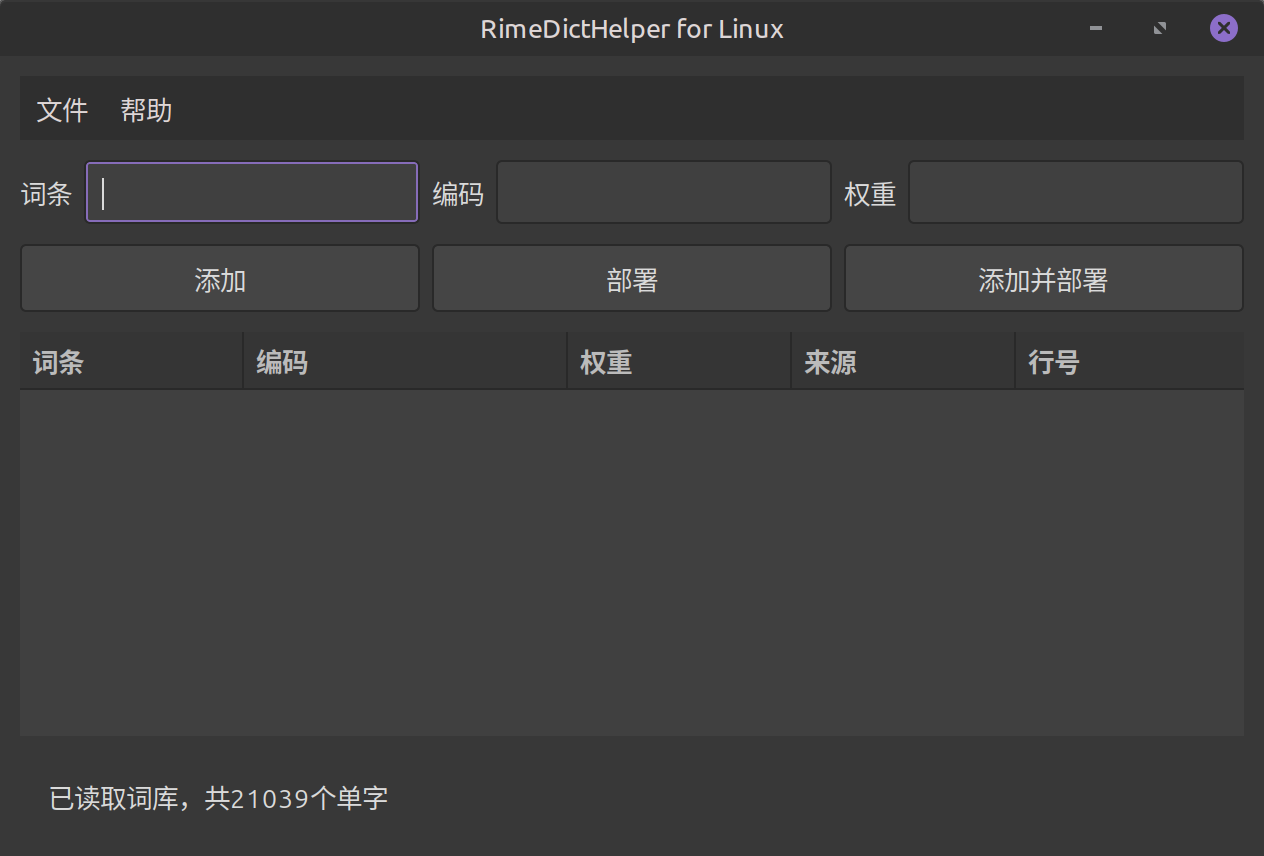 RimeDictHelper for Linux
文件 帮助
词条 编码 权重
添加 部署 添加并部署
词条 编码 权重 来源 行号
已读取词库，共21039个单字